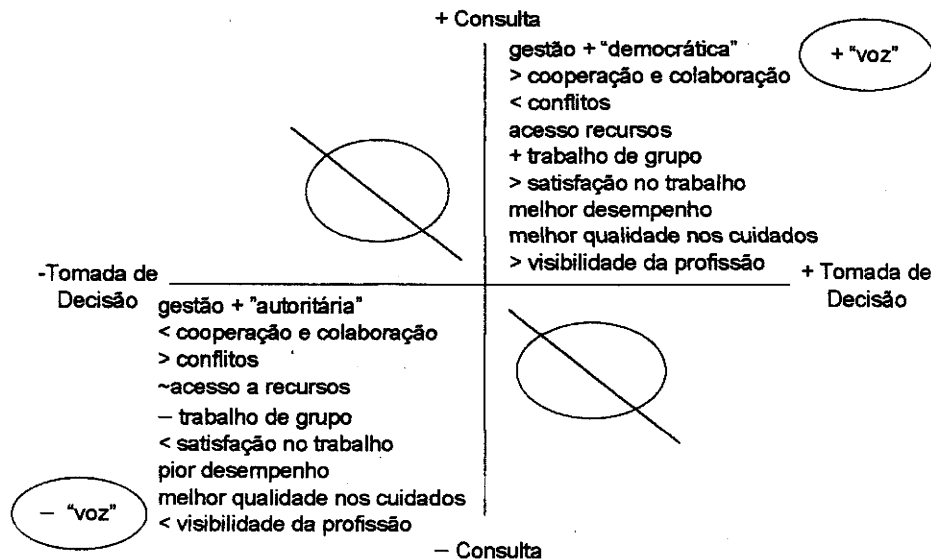 + Consulta
gestão + "democrática"
> cooperação e colaboração
< conflitos
acesso recursos
+ trabalho de grupo
> satisfação no trabalho
melhor desempenho
melhor qualidade nos cuidados
> visibilidade da profissão
+ "voz"
-Tomada de
Decisão
+ Tomada de
Decisão
gestão + "autoritária"
< cooperação e colaboração
> conflitos
~acesso a recursos
– trabalho de grupo
< satisfação no trabalho
pior desempenho
melhor qualidade nos cuidados
< visibilidade da profissão
– "voz"
– Consulta